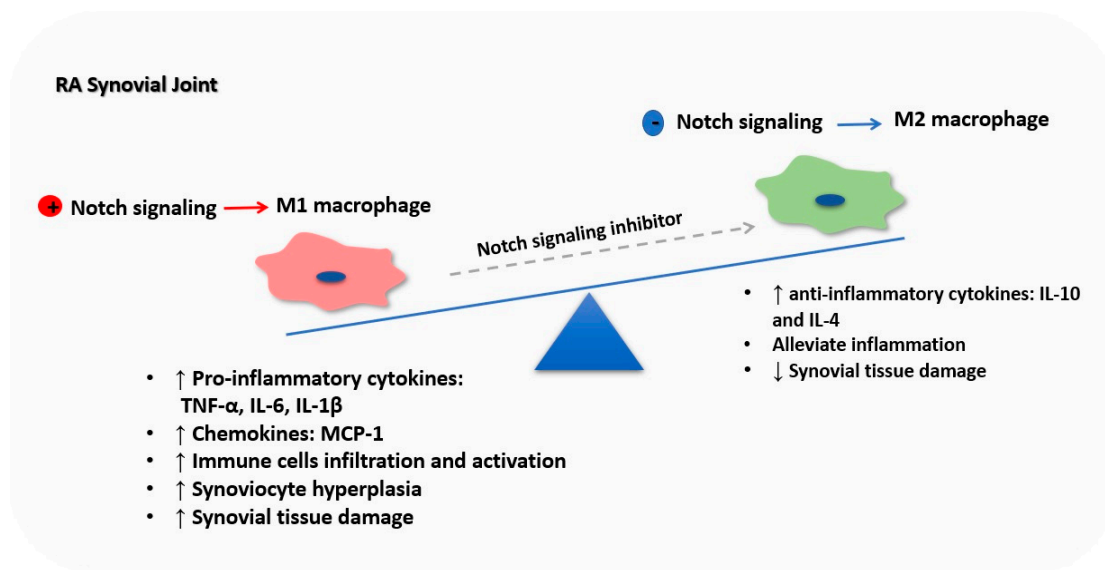 RA Synovial Joint
- Notch signaling → M2 macrophage
+ Notch signaling → M1 macrophage
Notch signaling inhibitor
• ↑ anti-inflammatory cytokines: IL-10
and IL-4
• Alleviate inflammation
• ↓ Synovial tissue damage
• ↑ Pro-inflammatory cytokines:
TNF-α, IL-6, IL-1β
• ↑ Chemokines: MCP-1
• ↑ Immune cells infiltration and activation
• ↑ Synoviocyte hyperplasia
• ↑ Synovial tissue damage